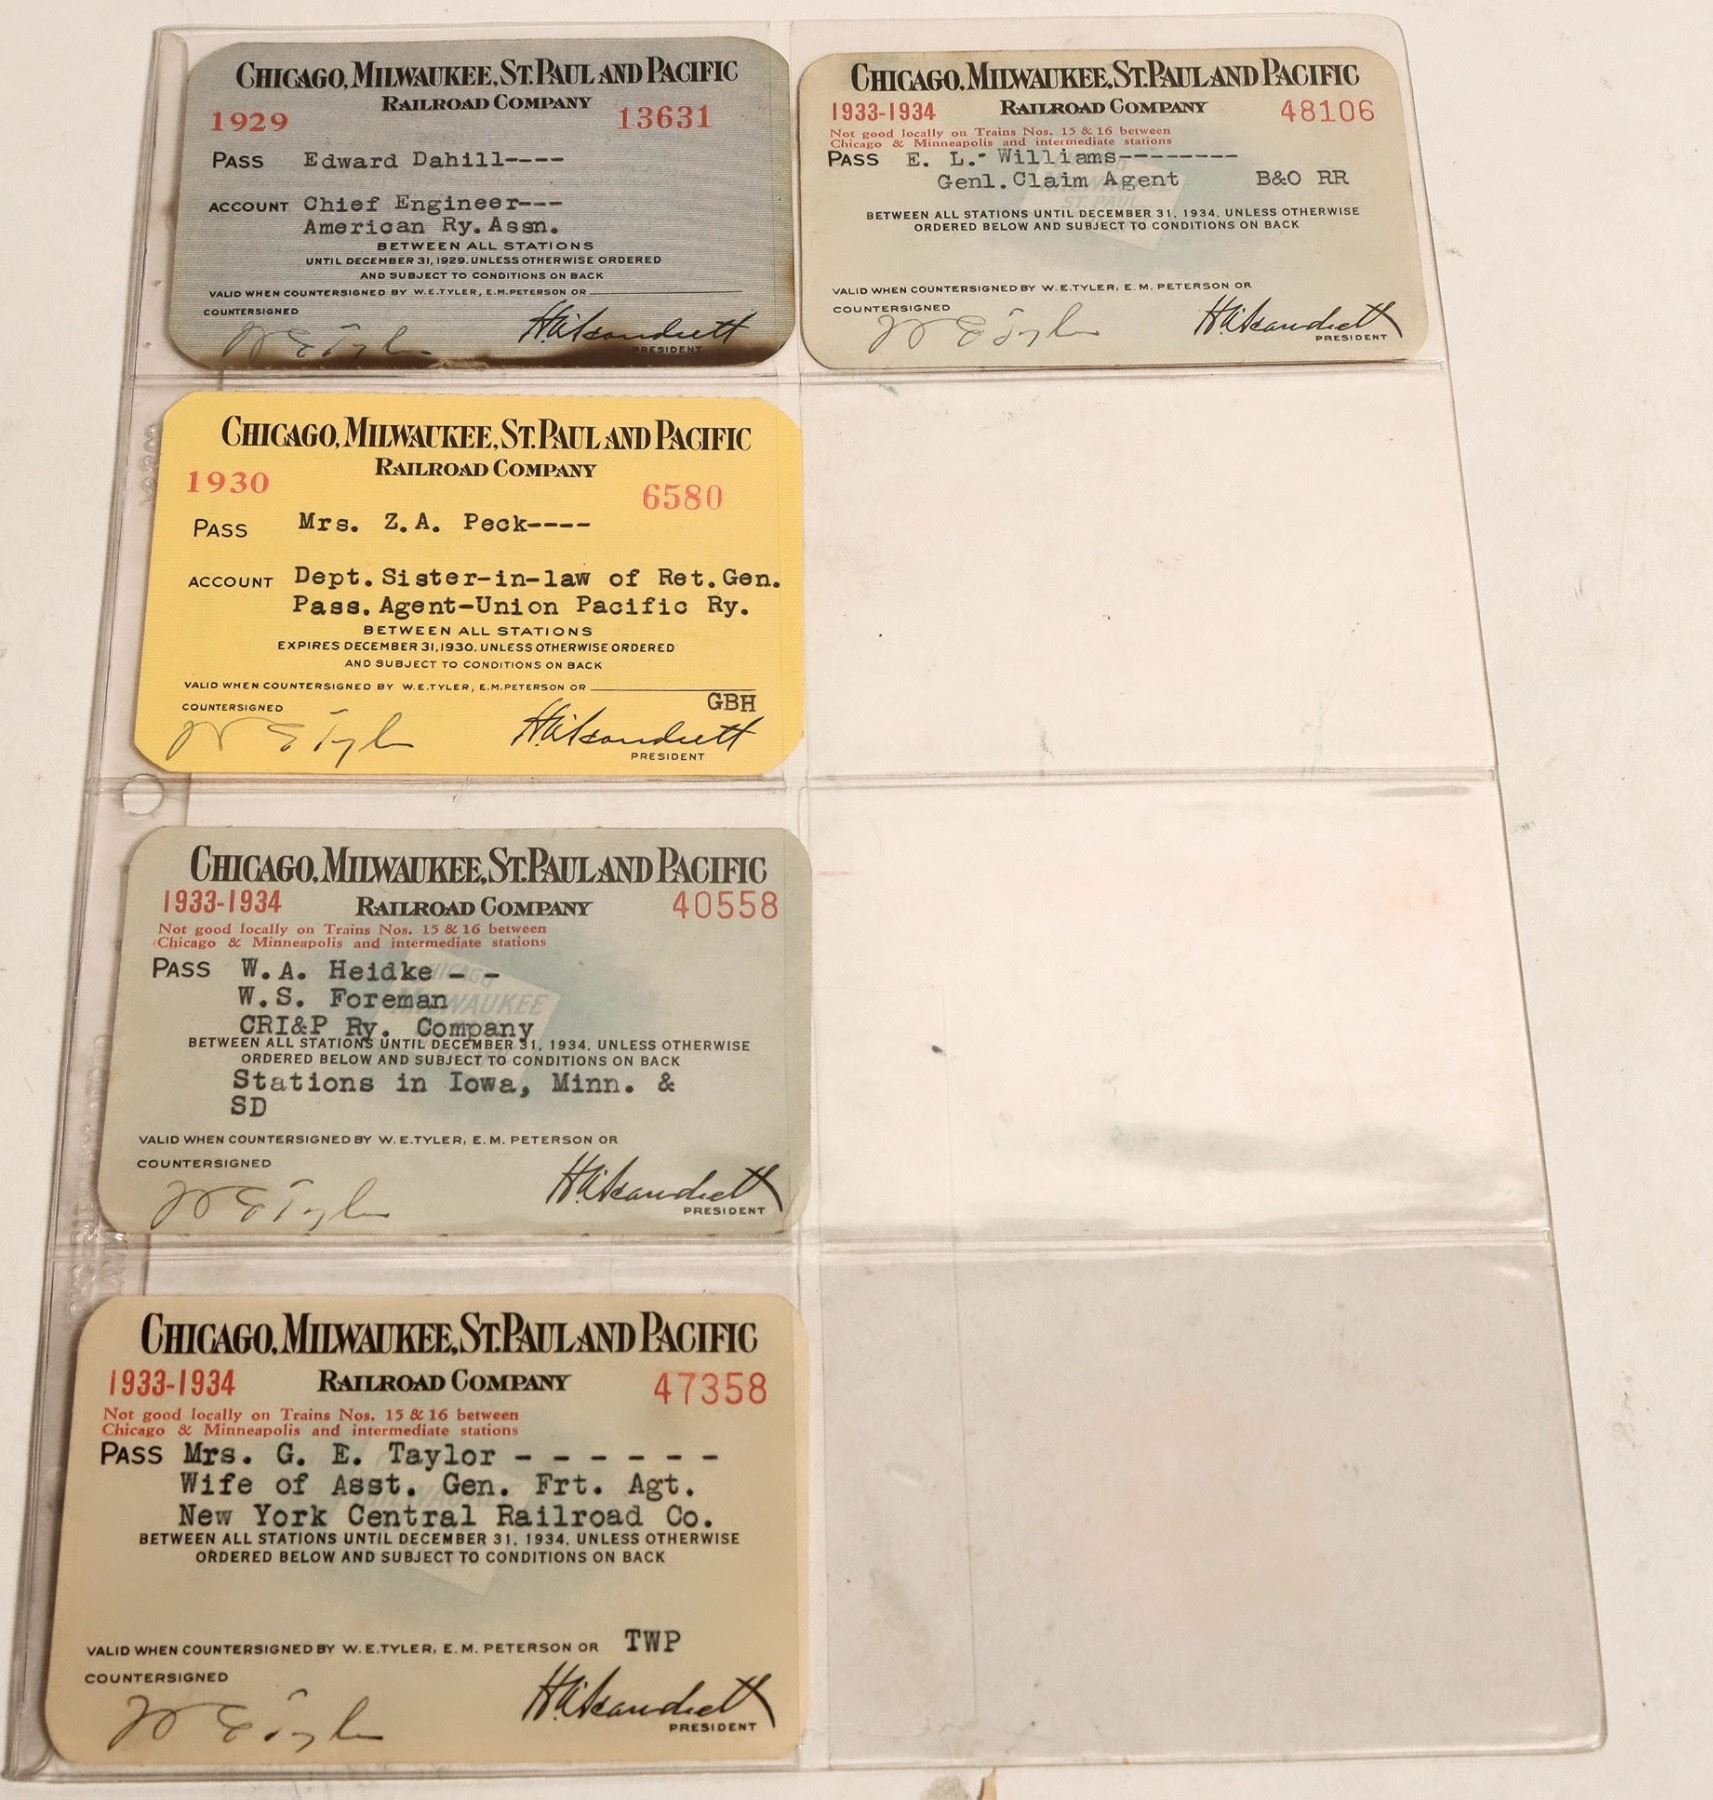 CHICAGO, MILWAUKEE, ST. PAUL AND PACIFIC
RAILROAD COMPANY
1929 13631
PASS Edward Dahill----
ACCOUNT Chief Engineer---
American Ry. Assn.
BETWEEN ALL STATIONS
UNTIL DECEMBER 31, 1929. UNLESS OTHERWISE ORDERED
AND SUBJECT TO CONDITIONS ON BACK
VALID WHEN COUNTERSIGNED BY W.E.TYLER, E.M.PETERSON OR
COUNTERSIGNED
W E Tyler
PRESIDENT
CHICAGO, MILWAUKEE, ST. PAUL AND PACIFIC
1933-1934 RAILROAD COMPANY 48106
Not good locally on Trains Nos. 15 & 16 between
Chicago & Minneapolis and intermediate stations
PASS E. L. Williams--------
Genl. Claim Agent B&O RR
BETWEEN ALL STATIONS UNTIL DECEMBER 31, 1934, UNLESS OTHERWISE
ORDERED BELOW AND SUBJECT TO CONDITIONS ON BACK
VALID WHEN COUNTERSIGNED BY W.E.TYLER, E.M. PETERSON OR
COUNTERSIGNED
W E Tyler
PRESIDENT
CHICAGO, MILWAUKEE, ST. PAUL AND PACIFIC
RAILROAD COMPANY
1930 6580
PASS Mrs. Z.A. Peck----
ACCOUNT Dept. Sister-in-law of Ret. Gen.
Pass. Agent-Union Pacific Ry.
BETWEEN ALL STATIONS
EXPIRES DECEMBER 31, 1930. UNLESS OTHERWISE ORDERED
AND SUBJECT TO CONDITIONS ON BACK
VALID WHEN COUNTERSIGNED BY W.E.TYLER, E.M.PETERSON OR
GBH
COUNTERSIGNED
W E Tyler
PRESIDENT
CHICAGO, MILWAUKEE, ST. PAUL AND PACIFIC
1933-1934 RAILROAD COMPANY 40558
Not good locally on Trains Nos. 15 & 16 between
Chicago & Minneapolis and intermediate stations
PASS W.A. Heidke - -
W.S. Foreman
CRI&P Ry. Company
BETWEEN ALL STATIONS UNTIL DECEMBER 31, 1934, UNLESS OTHERWISE
ORDERED BELOW AND SUBJECT TO CONDITIONS ON BACK
Stations in Iowa, Minn. &
SD
VALID WHEN COUNTERSIGNED BY W.E.TYLER, E.M. PETERSON OR
COUNTERSIGNED
W E Tyler
PRESIDENT
CHICAGO, MILWAUKEE, ST. PAUL AND PACIFIC
1933-1934 RAILROAD COMPANY 47358
Not good locally on Trains Nos. 15 & 16 between
Chicago & Minneapolis and intermediate stations
PASS Mrs. G. E. Taylor - - - - - -
Wife of Asst. Gen. Frt. Agt.
New York Central Railroad Co.
BETWEEN ALL STATIONS UNTIL DECEMBER 31, 1934, UNLESS OTHERWISE
ORDERED BELOW AND SUBJECT TO CONDITIONS ON BACK
VALID WHEN COUNTERSIGNED BY W.E.TYLER, E.M. PETERSON OR TWP
COUNTERSIGNED
W E Tyler
PRESIDENT